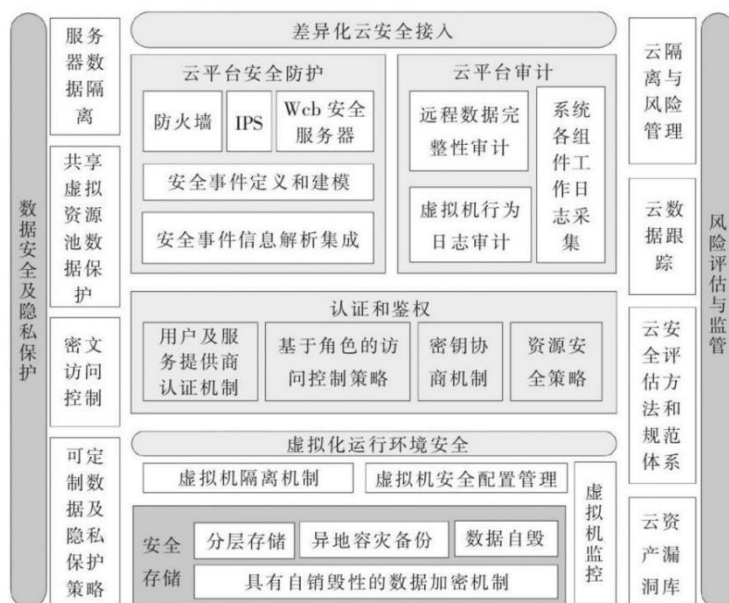 数据安全及隐私保护
服务
器数
据隔
离
共享
虚拟
资源
池数
据保
护
密文
访问
控制
可定
制数
据及
隐私
保护
策略
差异化云安全接入
云平台安全防护
防火墙
IPS
Wcb 安全
服务器
安全事件定义和建模
安全事件信息解析集成
云平台审计
远程数据完
整性审计
虚拟机行为
日志审计
系统
各组
件工
作日
志采
集
认证和鉴权
用户及服
务提供商
认证机制
基于角色的访
问控制策略
密钥协
商机制
资源安
全策略
虚拟化运行环境安全
虚拟机隔离机制
虚拟机安全配置管理
虚拟机监控
安全
存储
分层存储
异地容灾备份
数据自毁
具有自销毁性的数据加密机制
云隔
离与
风险
管理
云数
据跟
踪
云安
全评
估方
法和
规范
体系
云资
产漏
洞库
风险评估与监管